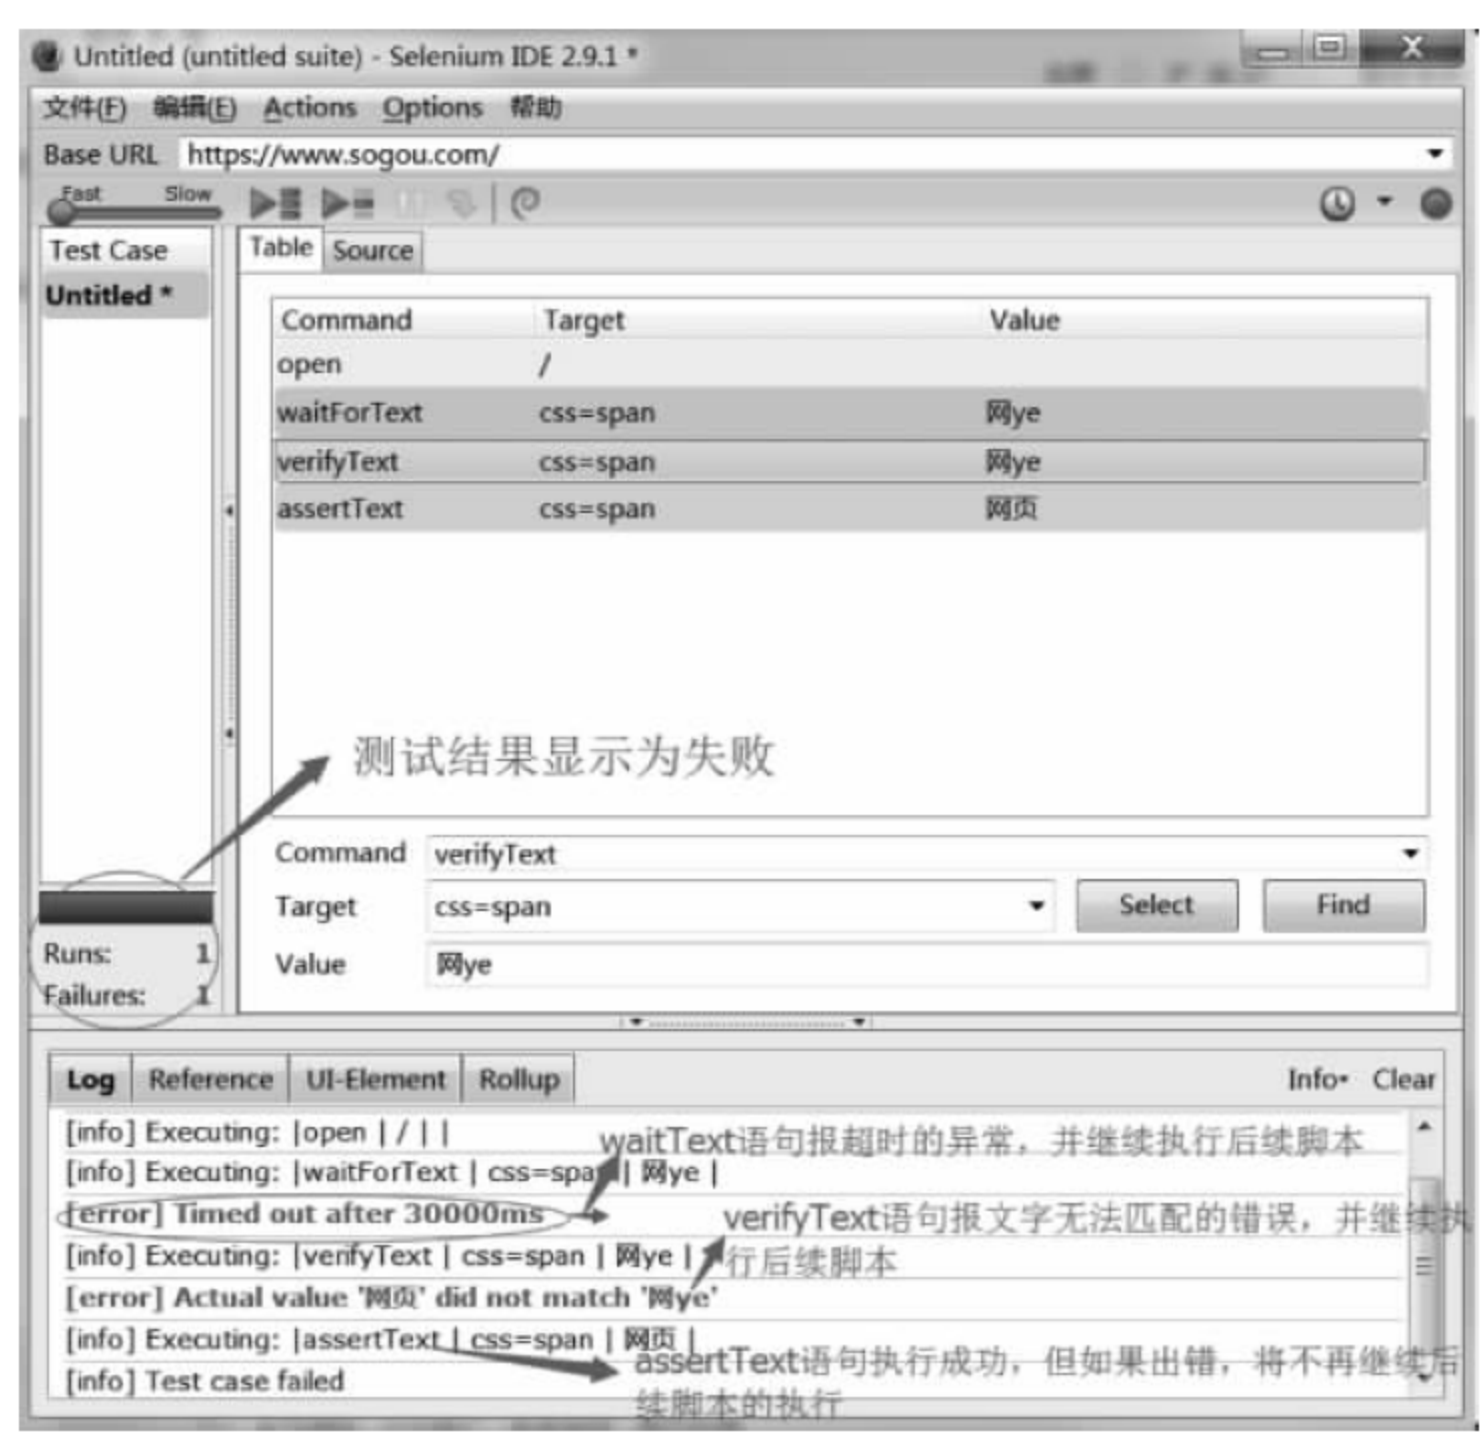 Untitled (untitled suite) - Selenium IDE 2.9.1 *
文件(F) 编辑(E) Actions Options 帮助
Base URL https://www.sogou.com/
Fast Slow
Test Case
Untitled *
Table Source
Command Target Value
open /
waitForText css=span 网ye
verifyText css=span 网ye
assertText css=span 网页
测试结果显示为失败
Command verifyText
Target css=span Select Find
Value 网ye
Runs: 1
Failures: 1
Log Reference UI-Element Rollup Info Clear
[info] Executing: |open | / | |
waitText语句报超时的异常，并继续执行后续脚本
[info] Executing: |waitForText | css=span | 网ye |
[error] Timed out after 30000ms
verifyText语句报文字无法匹配的错误，并继续执
行后续脚本
[info] Executing: |verifyText | css=span | 网ye |
[error] Actual value '网页' did not match '网ye'
[info] Executing: |assertText | css=span | 网页 |
assertText语句执行成功，但如果出错，将不再继续后
续脚本的执行
[info] Test case failed